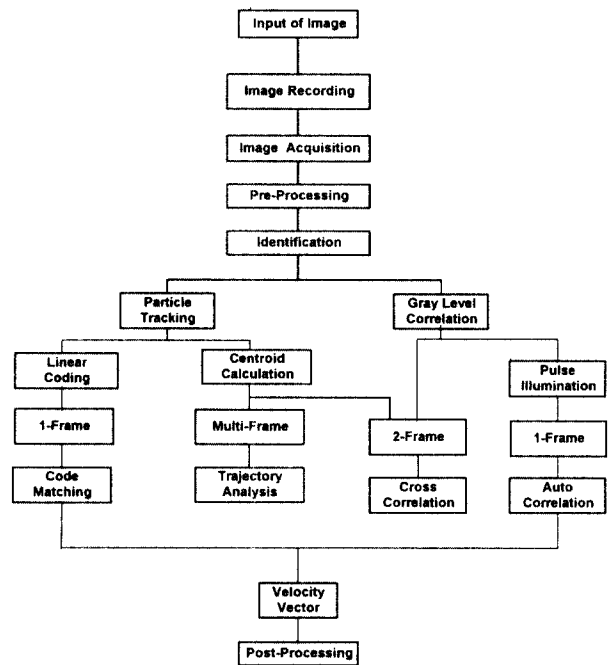 Input of Image
Image Recording
Image Acquisition
Pre-Processing
Identification
Particle
Tracking
Gray Level
Correlation
Linear
Coding
Centroid
Calculation
Pulse
Illumination
1-Frame
Multi-Frame
2-Frame
1-Frame
Code
Matching
Trajectory
Analysis
Cross
Correlation
Auto
Correlation
Velocity
Vector
Post-Processing